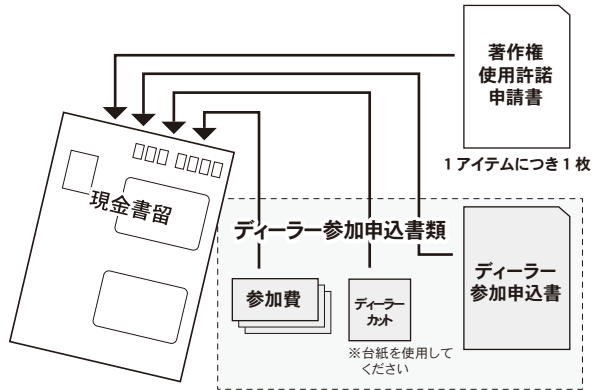 著作権
使用許諾
申請書
1アイテムにつき1枚
現金書留
ディーラー参加申込書類
参加費
ディーラー
カット
※台紙を使用して
ください
ディーラー
参加申込書